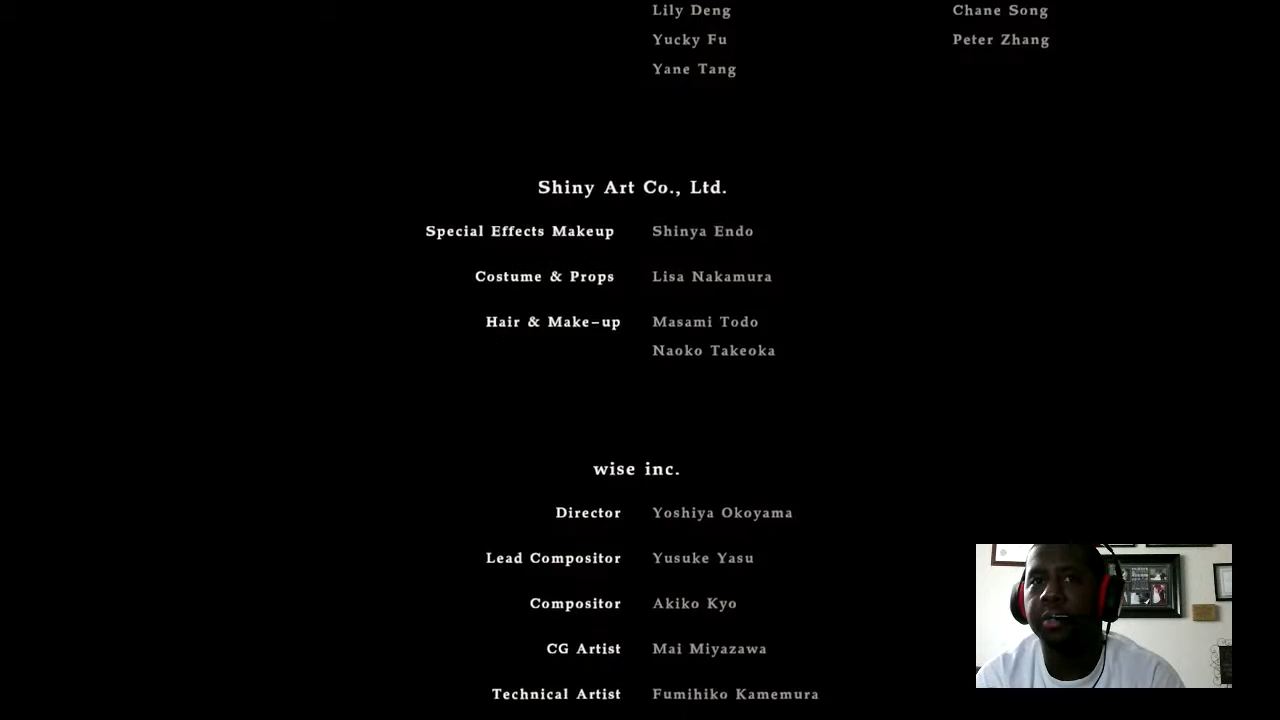 Lily Deng Chane Song
Yucky Fu Peter Zhang
Yane Tang
Shiny Art Co., Ltd.
Special Effects Makeup Shinya Endo
Costume & Props Lisa Nakamura
Hair & Make-up Masami Todo
Naoko Takeoka
wise inc.
Director Yoshiya Okoyama
Lead Compositor Yusuke Yasu
Compositor Akiko Kyo
CG Artist Mai Miyazawa
Technical Artist Fumihiko Kamemura